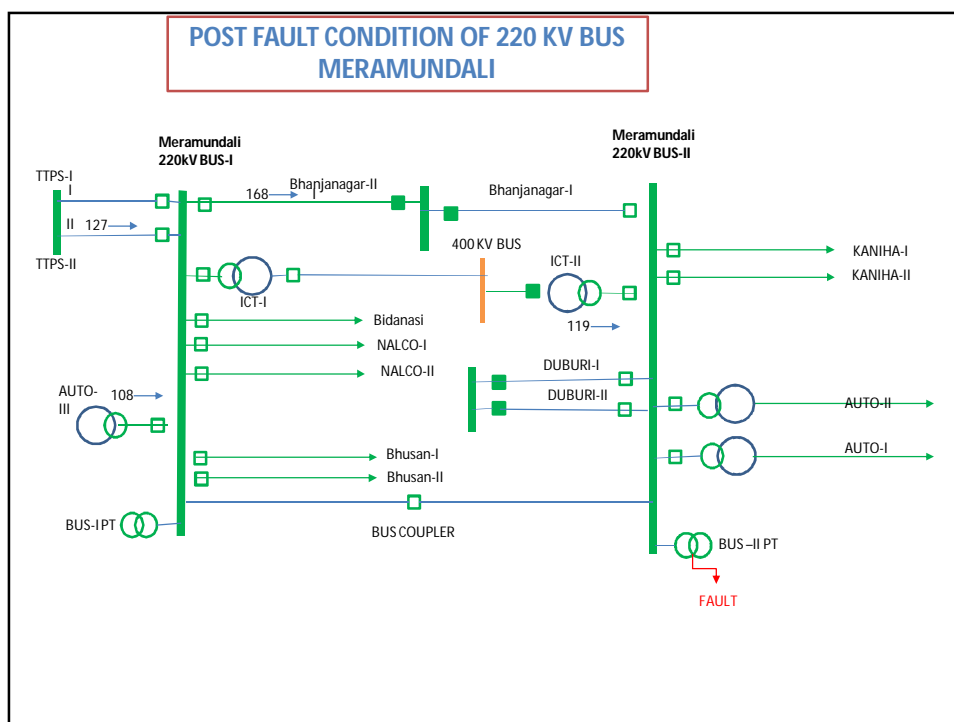 POST FAULT CONDITION OF 220 KV BUS
MERAMUNDALI
Meramundali
220kV BUS-I
Meramundali
220kV BUS-II
TTPS-I
I
168
Bhanjanagar-II
I
Bhanjanagar-I
II
127
TTPS-II
400 KV BUS
ICT-II
KANIHA-I
KANIHA-II
ICT-I
119
Bidanasi
NALCO-I
NALCO-II
DUBURI-I
DUBURI-II
AUTO-
III
108
AUTO-II
AUTO-I
Bhusan-I
Bhusan-II
BUS-I PT
BUS COUPLER
BUS –II PT
FAULT